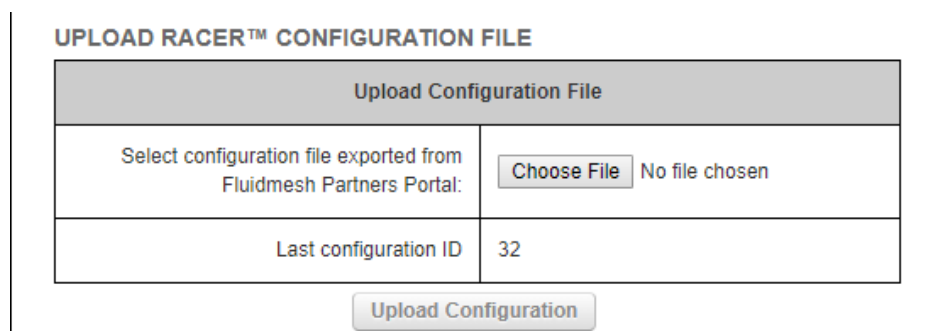 UPLOAD RACER™ CONFIGURATION FILE
Upload Configuration File
Select configuration file exported from
Fluidmesh Partners Portal:
Choose File No file chosen
Last configuration ID 32
Upload Configuration